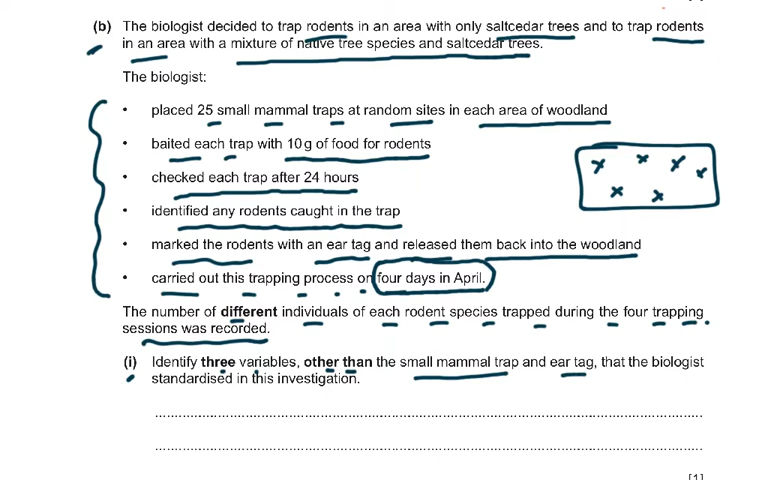 (b) The biologist decided to trap rodents in an area with only saltcedar trees and to trap rodents
in an area with a mixture of native tree species and saltcedar trees.
The biologist:
• placed 25 small mammal traps at random sites in each area of woodland
• baited each trap with 10g of food for rodents
• checked each trap after 24 hours
• identified any rodents caught in the trap
• marked the rodents with an ear tag and released them back into the woodland
• carried out this trapping process on four days in April.
The number of different individuals of each rodent species trapped during the four trapping
sessions was recorded.
(i) Identify three variables, other than the small mammal trap and ear tag, that the biologist
standardised in this investigation.
[1]